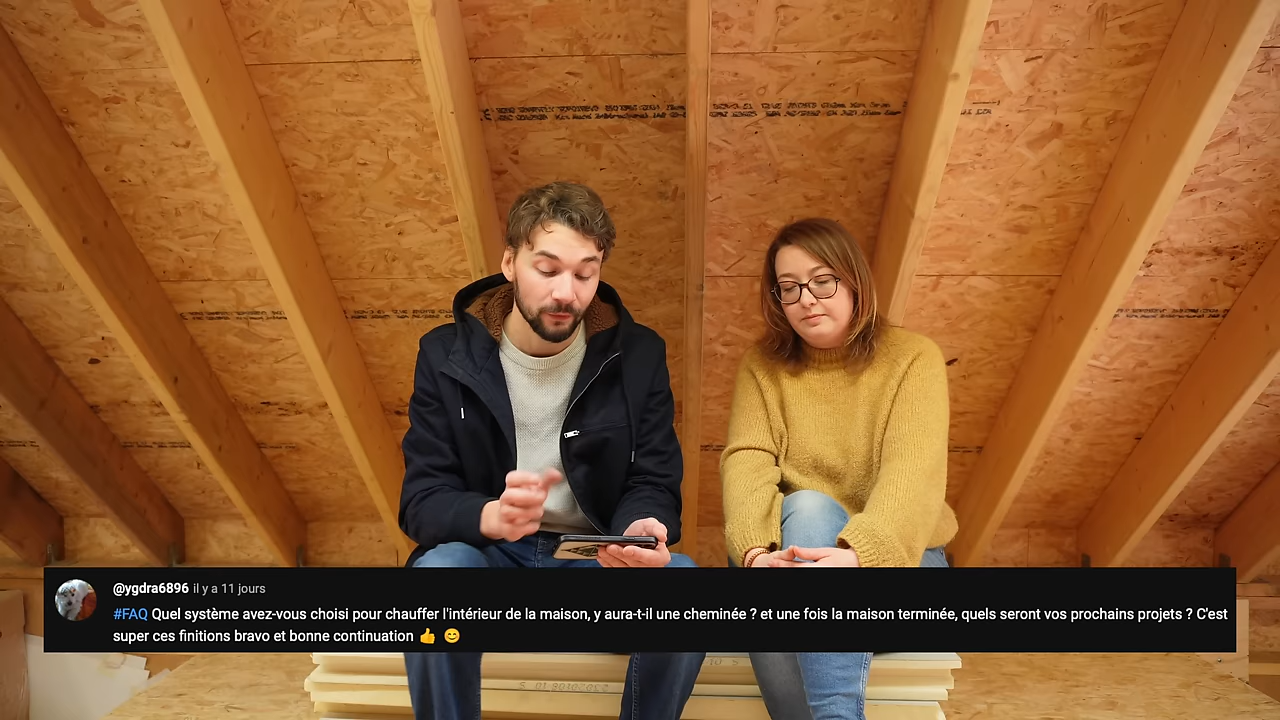 @ygdra6896 il y a 11 jours
#FAQ Quel système avez-vous choisi pour chauffer l'intérieur de la maison, y aura-t-il une cheminée ? et une fois la maison terminée, quels seront vos prochains projets ? C'est
super ces finitions bravo et bonne continuation 👍 😊